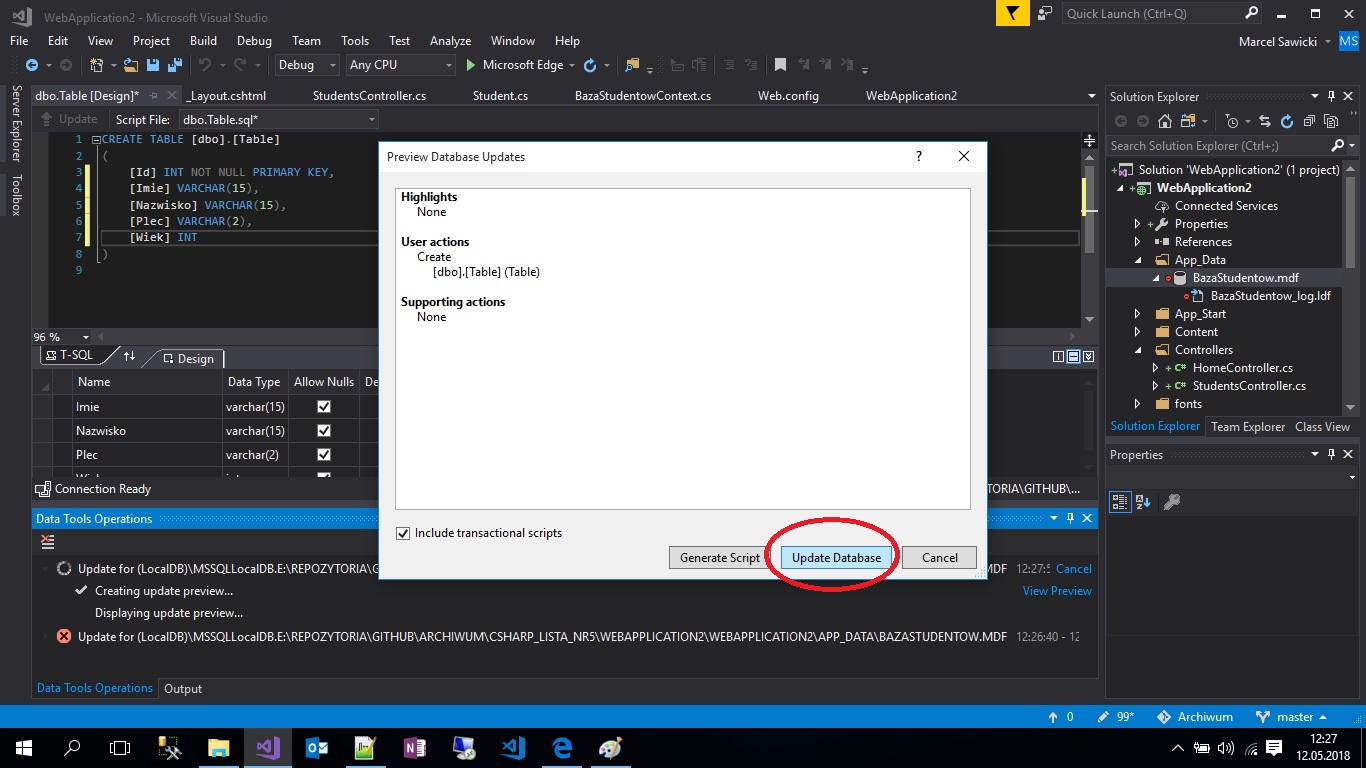 WebApplication2 - Microsoft Visual Studio
Quick Launch (Ctrl+Q)
File Edit View Project Build Debug Team Tools Test Analyze Window Help
Marcel Sawicki MS
Debug Any CPU Microsoft Edge
Server Explorer
Toolbox
dbo.Table [Design]* _Layout.cshtml StudentsController.cs Student.cs BazaStudentowContext.cs Web.config WebApplication2
Update Script File: dbo.Table.sql*
1 CREATE TABLE [dbo].[Table]
2 (
3 [Id] INT NOT NULL PRIMARY KEY,
4 [Imie] VARCHAR(15),
5 [Nazwisko] VARCHAR(15),
6 [Plec] VARCHAR(2),
7 [Wiek] INT
8 )
9
96 %
T-SQL Design
Name Data Type Allow Nulls De
Imie varchar(15)
Nazwisko varchar(15)
Plec varchar(2)
Connection Ready
TORIA\GITHUB\...
Preview Database Updates ?
Highlights
None
User actions
Create
[dbo].[Table] (Table)
Supporting actions
None
Include transactional scripts
Generate Script Update Database Cancel
Data Tools Operations
Update for (LocalDB)\MSSQLLocalDB.E:\REPOZYTORIA\G MDF 12:27:5 Cancel
Creating update preview... View Preview
Displaying update preview...
Update for (LocalDB)\MSSQLLocalDB.E:\REPOZYTORIA\GITHUB\ARCHIWUM\CSHARP_LISTA_NR5\WEBAPPLICATION2\WEBAPPLICATION2\APP_DATA\BAZASTUDENTOW.MDF 12:26:40 - 12
Data Tools Operations Output
Solution Explorer
Search Solution Explorer (Ctrl+;)
Solution 'WebApplication2' (1 project)
WebApplication2
Connected Services
Properties
References
App_Data
BazaStudentow.mdf
BazaStudentow_log.ldf
App_Start
Content
Controllers
HomeController.cs
StudentsController.cs
fonts
Solution Explorer Team Explorer Class View
Properties
0 99* Archiwum master
12:27
12.05.2018